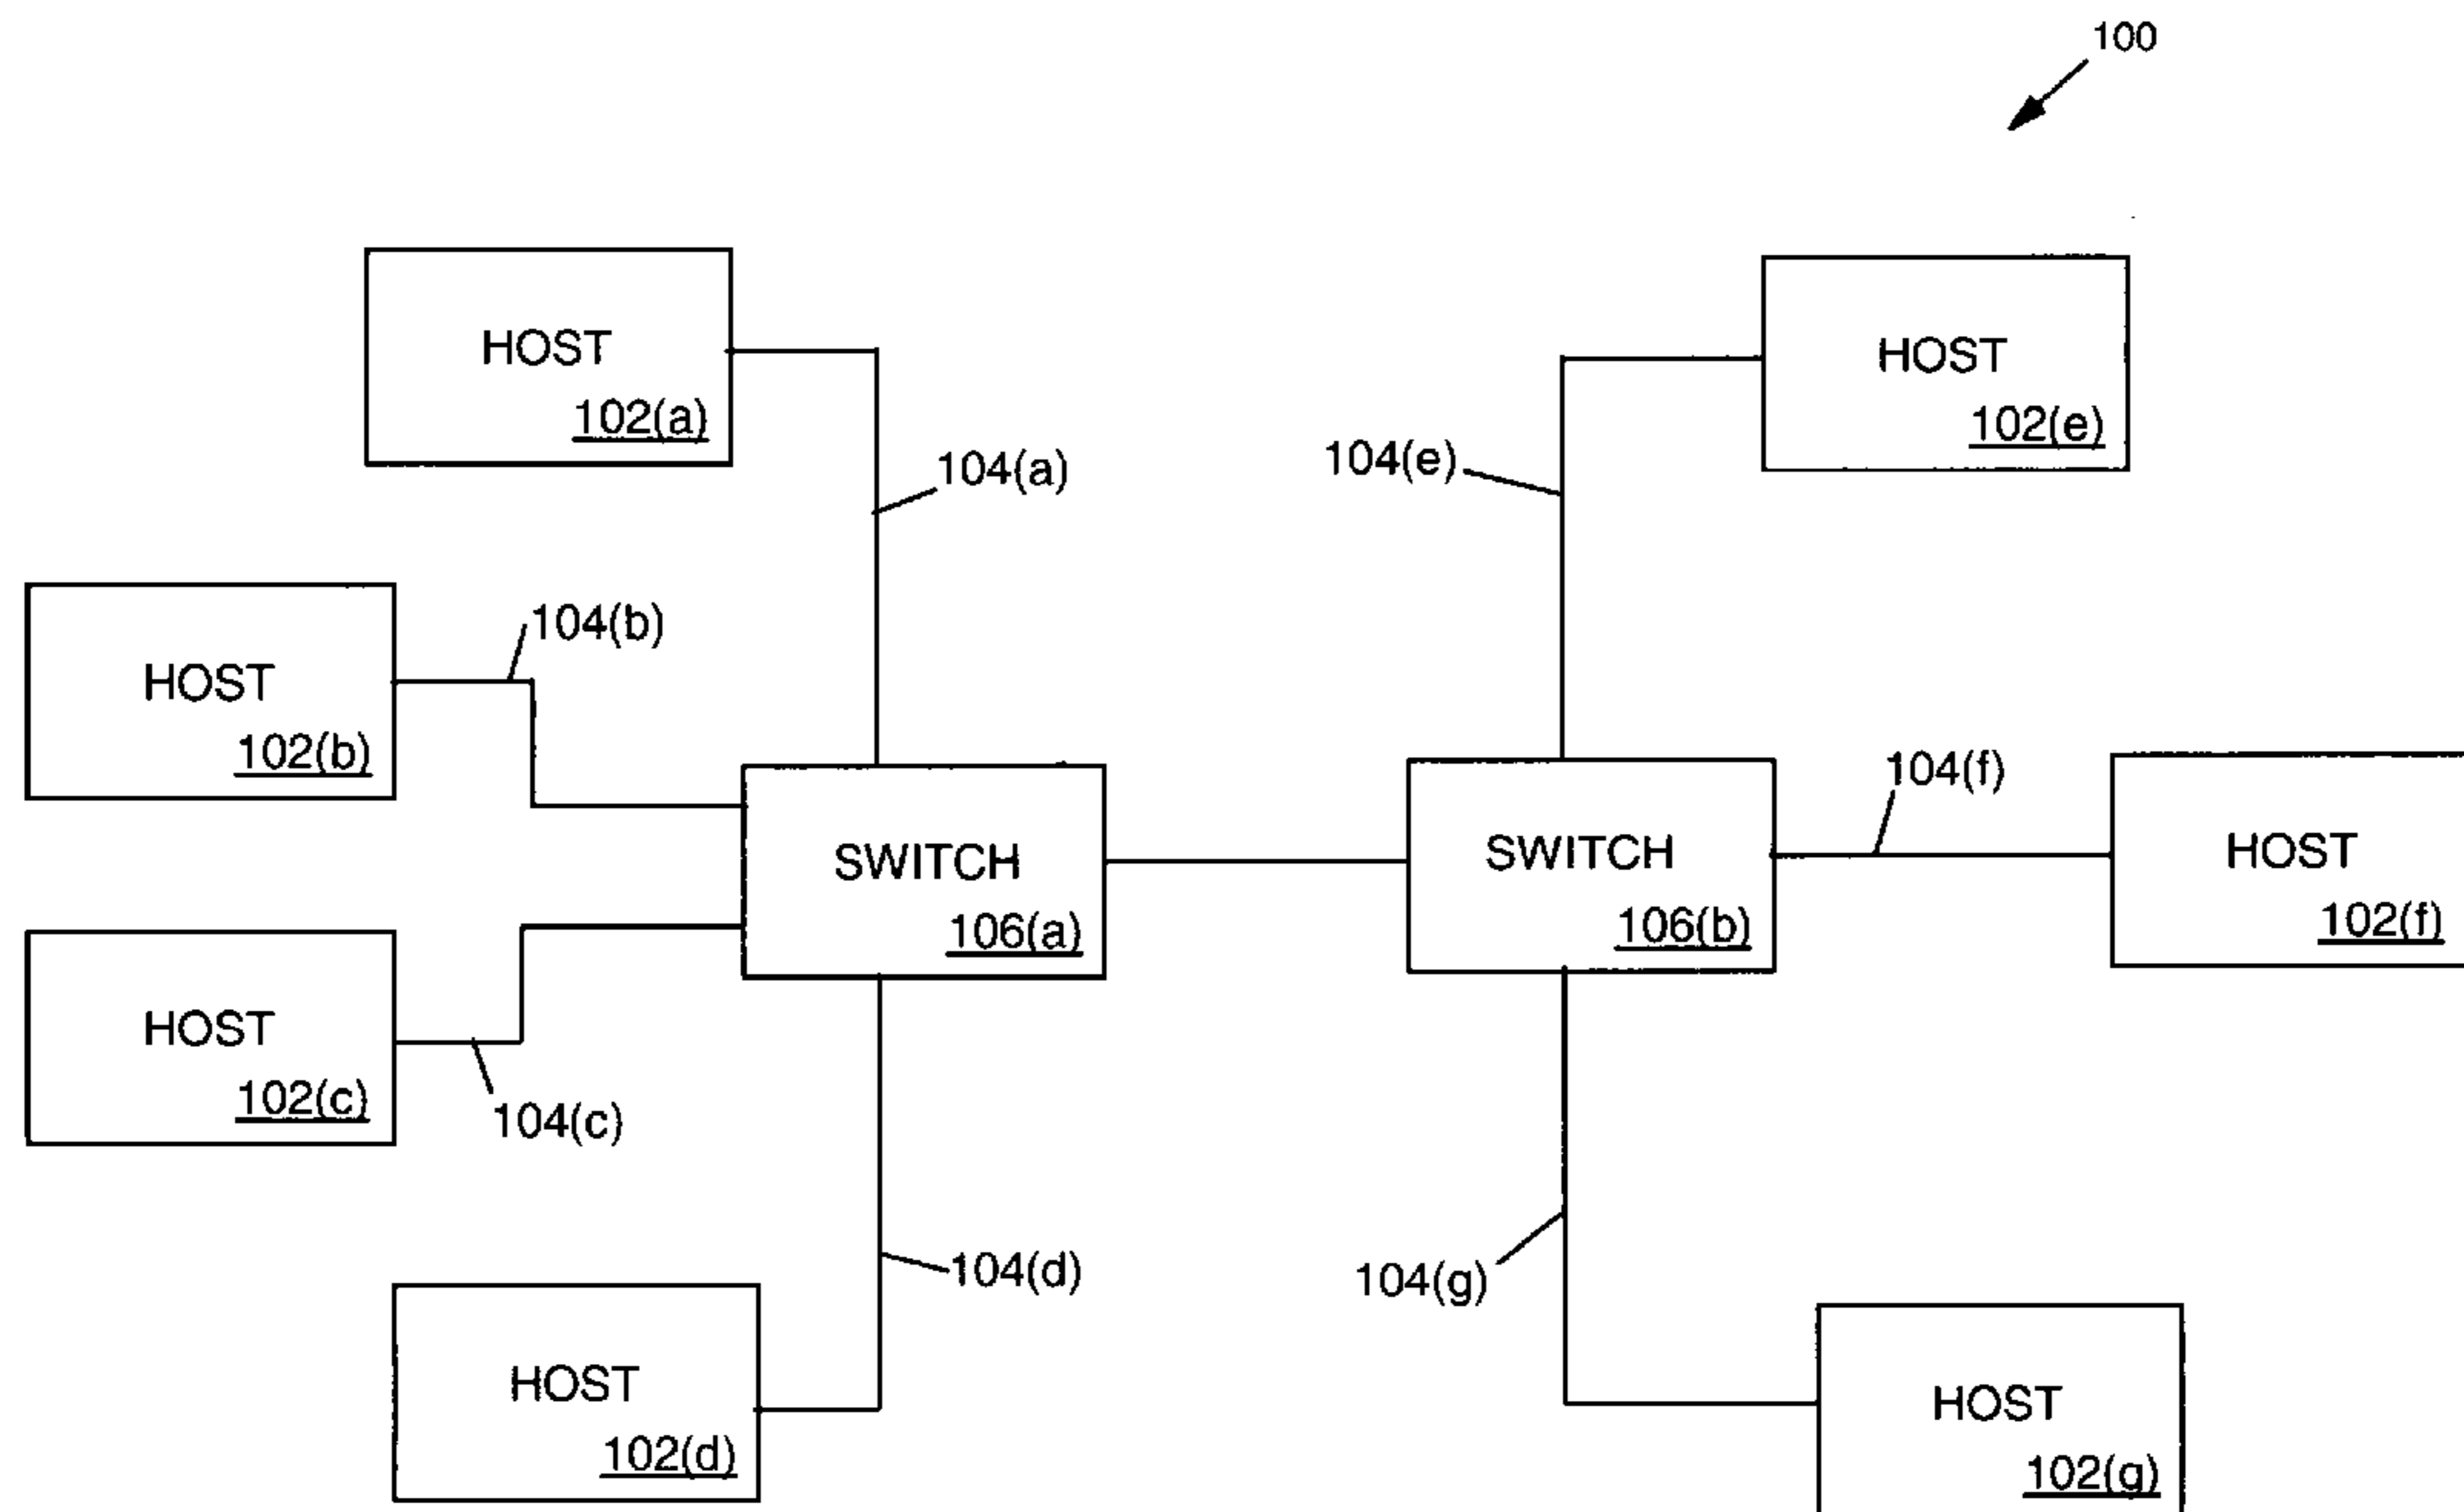 100
HOST
102(a)
HOST
102(e)
104(a)
104(e)
104(b)
HOST
102(b)
104(f)
SWITCH
106(a)
SWITCH
106(b)
HOST
102(f)
HOST
102(c)
104(c)
104(d)
104(g)
HOST
102(d)
HOST
102(g)